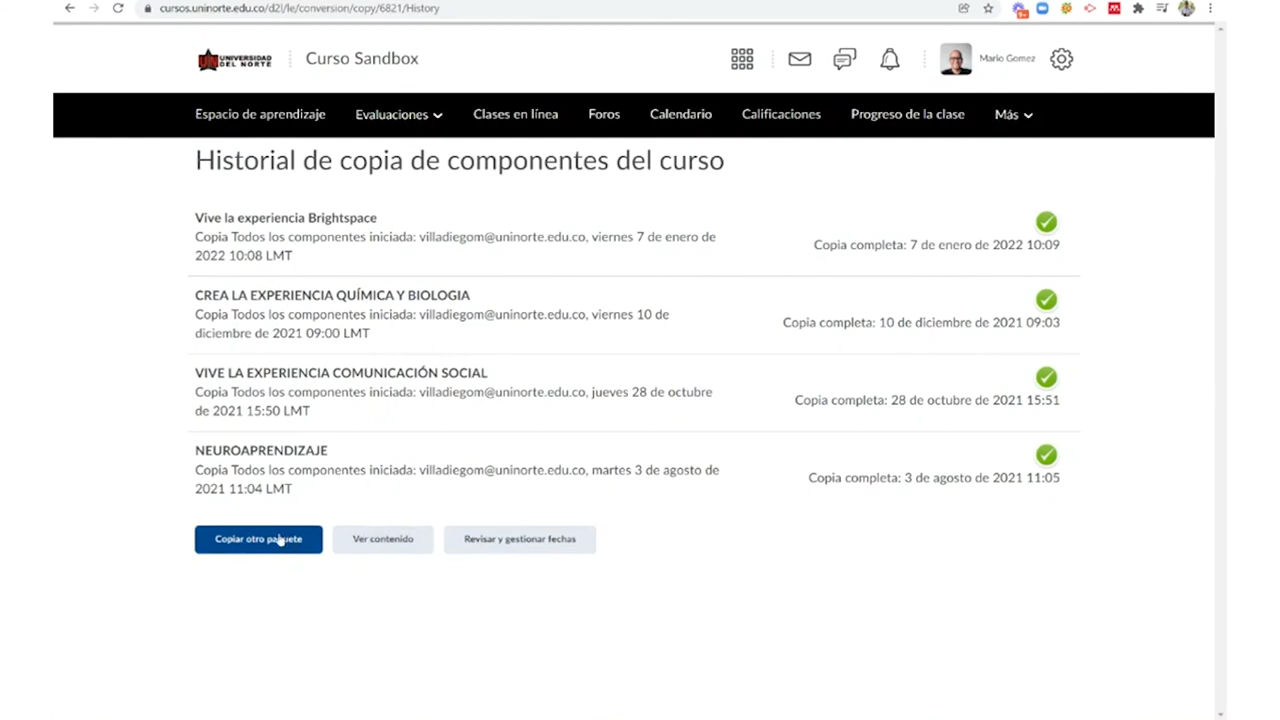 cursos.uninorte.edu.co/d2l/le/conversion/copy/6821/History
UNIVERSIDAD
DEL NORTE
Curso Sandbox
Mario Gomez
Espacio de aprendizaje Evaluaciones Clases en línea Foros Calendario Calificaciones Progreso de la clase Más
Historial de copia de componentes del curso
Vive la experiencia Brightspace
Copia Todos los componentes iniciada: villadiegom@uninorte.edu.co, viernes 7 de enero de
2022 10:08 LMT
Copia completa: 7 de enero de 2022 10:09
CREA LA EXPERIENCIA QUÍMICA Y BIOLOGIA
Copia Todos los componentes iniciada: villadiegom@uninorte.edu.co, viernes 10 de
diciembre de 2021 09:00 LMT
Copia completa: 10 de diciembre de 2021 09:03
VIVE LA EXPERIENCIA COMUNICACIÓN SOCIAL
Copia Todos los componentes iniciada: villadiegom@uninorte.edu.co, jueves 28 de octubre
de 2021 15:50 LMT
Copia completa: 28 de octubre de 2021 15:51
NEUROAPRENDIZAJE
Copia Todos los componentes iniciada: villadiegom@uninorte.edu.co, martes 3 de agosto de
2021 11:04 LMT
Copia completa: 3 de agosto de 2021 11:05
Copiar otro paquete Ver contenido Revisar y gestionar fechas